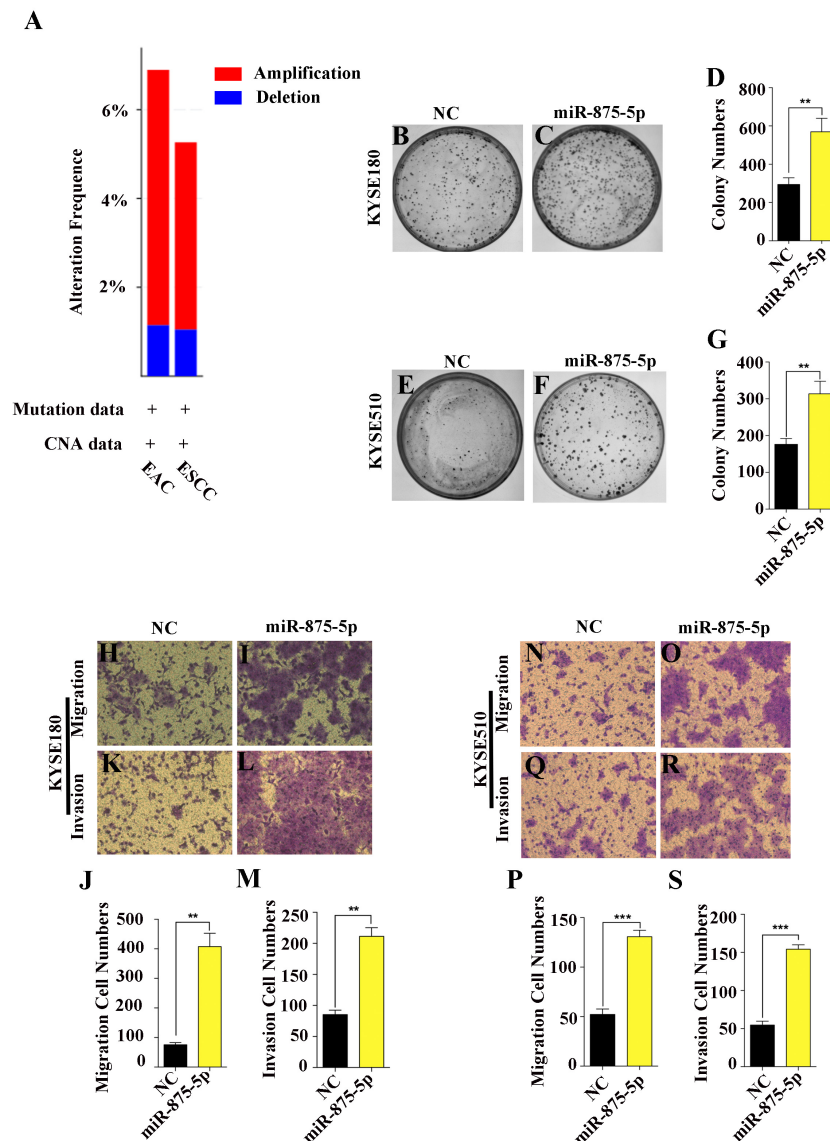 A
Amplification
Deletion
6%
4%
2%
Alteration Frequence
Mutation data + +
CNA data + +
EAC ESCC
NC miR-875-5p
KYSE180
B C
D
Colony Numbers
800
600
400
200
0
**
NC miR-875-5p
NC miR-875-5p
KYSE510
E F
G
Colony Numbers
400
300
200
100
0
**
NC miR-875-5p
NC miR-875-5p
KYSE180
Migration
H I
Invasion
K L
NC miR-875-5p
KYSE510
Migration
N O
Invasion
Q R
J
Migration Cell Numbers
500
400
300
200
100
0
**
NC miR-875-5p
M
Invasion Cell Numbers
250
200
150
100
50
0
**
NC miR-875-5p
P
Migration Cell Numbers
150
100
50
0
***
NC miR-875-5p
S
Invasion Cell Numbers
200
150
100
50
0
***
NC miR-875-5p